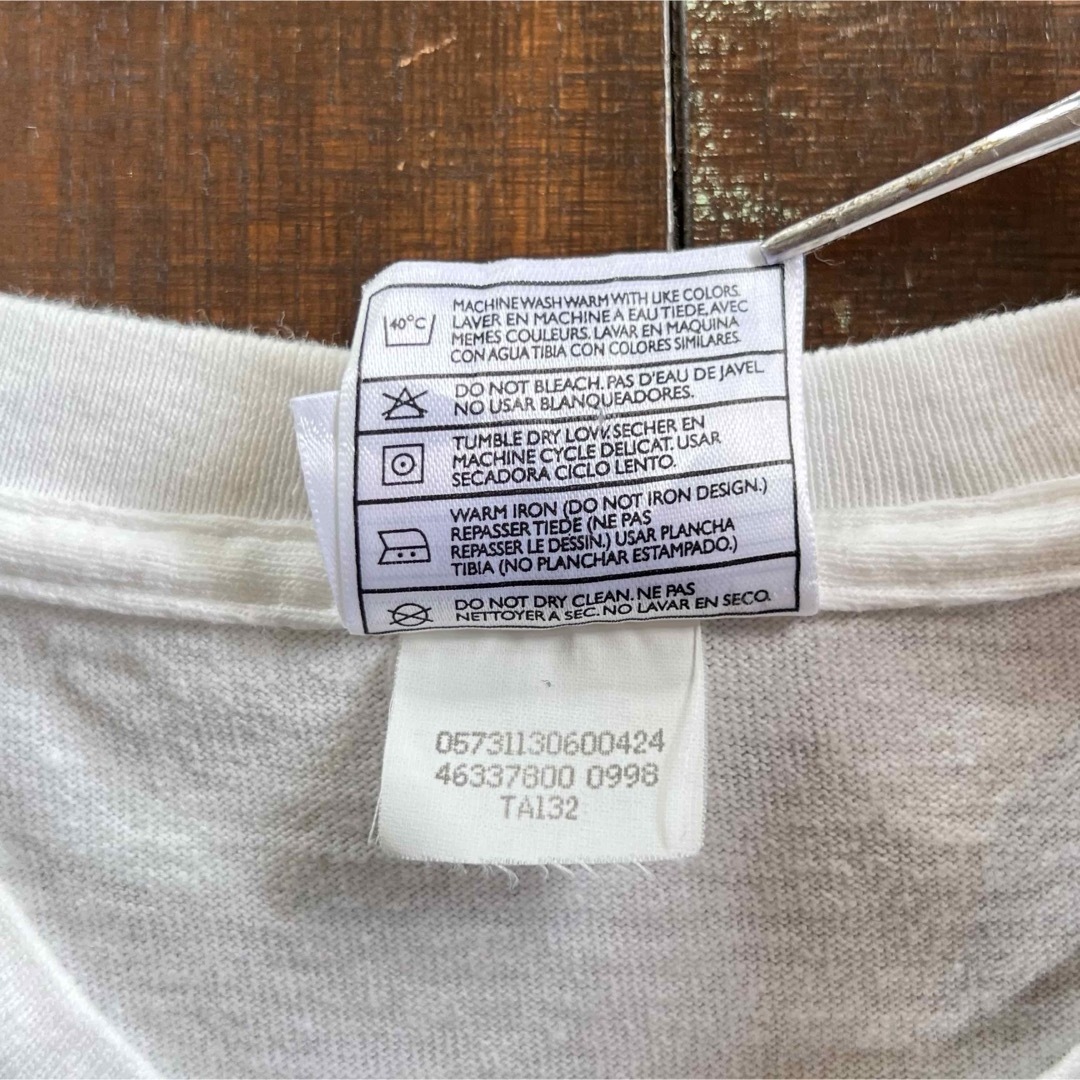 40°C
MACHINE WASH WARM WITH LIKE COLORS.
LAVER EN MACHINE A EAU TIEDE, AVEC
MEMES COULEURS. LAVAR EN MAQUINA
CON AGUA TIBIA CON COLORES SIMILARES.
DO NOT BLEACH. PAS D'EAU DE JAVEL.
NO USAR BLANQUEADORES.
TUMBLE DRY LOW. SECHER EN
MACHINE CYCLE DELICAT. USAR
SECADORA CICLO LENTO.
WARM IRON (DO NOT IRON DESIGN.)
REPASSER TIEDE (NE PAS
REPASSER LE DESSIN.) USAR PLANCHA
TIBIA (NO PLANCHAR ESTAMPADO.)
DO NOT DRY CLEAN. NE PAS
NETTOYER A SEC. NO LAVAR EN SECO.
05731130600424
46337800 0998
TA132